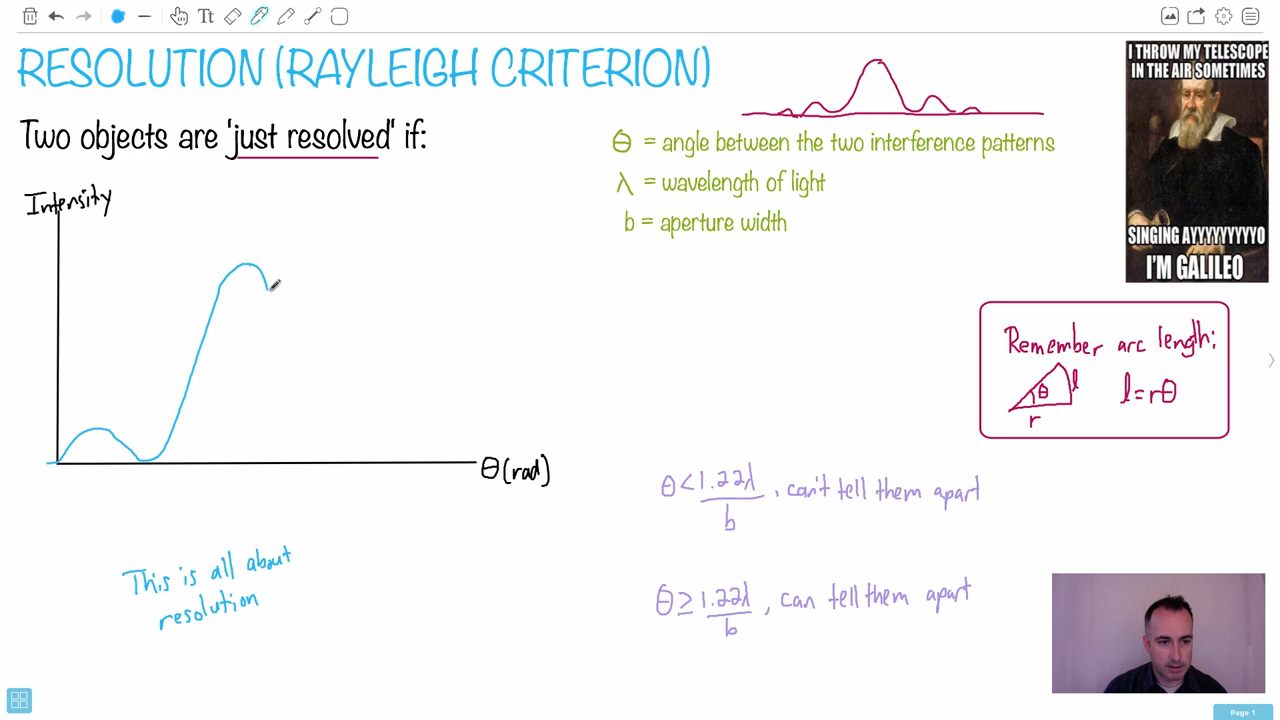 Tt
RESOLUTION (RAYLEIGH CRITERION)
Two objects are 'just resolved' if:
Intensity
θ (rad)
This is all about
resolution
θ = angle between the two interference patterns
λ = wavelength of light
b = aperture width
I THROW MY TELESCOPE
IN THE AIR SOMETIMES
SINGING AYYYYYYYYYO
I'M GALILEO
Remember arc length:
θ
l
r
l = rθ
θ < 1.22λ/b, can't tell them apart
θ ≥ 1.22λ/b, can tell them apart
Page 1